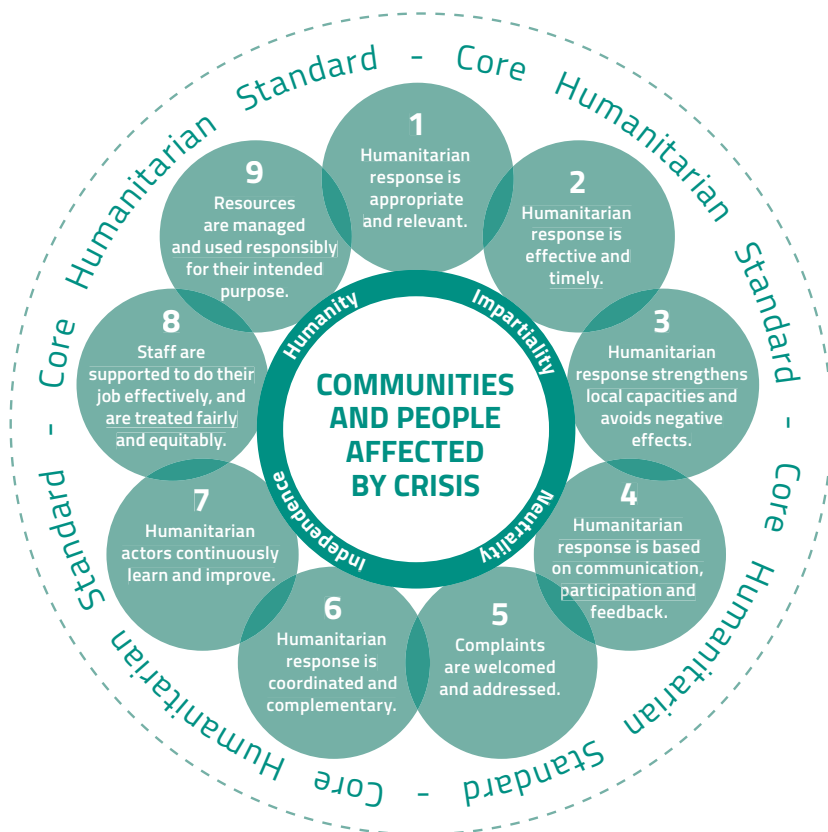 Core Humanitarian Standard - Core Humanitarian Standard - Core Humanitarian Standard - Core Humanitarian Standard -
1
Humanitarian
response is
appropriate
and relevant.
2
Humanitarian
response is
effective and
timely.
3
Humanitarian
response strengthens
local capacities and
avoids negative
effects.
4
Humanitarian
response is based
on communication,
participation and
feedback.
5
Complaints
are welcomed
and addressed.
6
Humanitarian
response is
coordinated and
complementary.
7
Humanitarian
actors continuously
learn and improve.
8
Staff are
supported to do their
job effectively, and
are treated fairly
and equitably.
9
Resources
are managed
and used responsibly
for their intended
purpose.
Humanity
Impartiality
Neutrality
Independence
COMMUNITIES
AND PEOPLE
AFFECTED
BY CRISIS